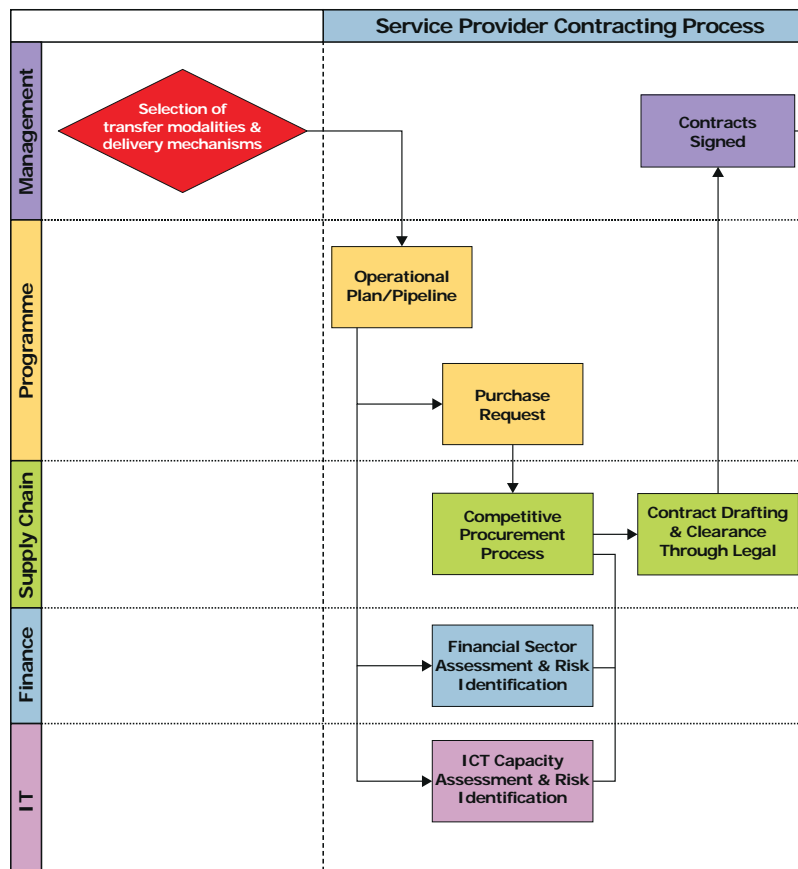 Service Provider Contracting Process
Management
Selection of
transfer modalities &
delivery mechanisms
Contracts
Signed
Programme
Operational
Plan/Pipeline
Purchase
Request
Supply Chain
Competitive
Procurement
Process
Contract Drafting
& Clearance
Through Legal
Finance
Financial Sector
Assessment & Risk
Identification
IT
ICT Capacity
Assessment & Risk
Identification